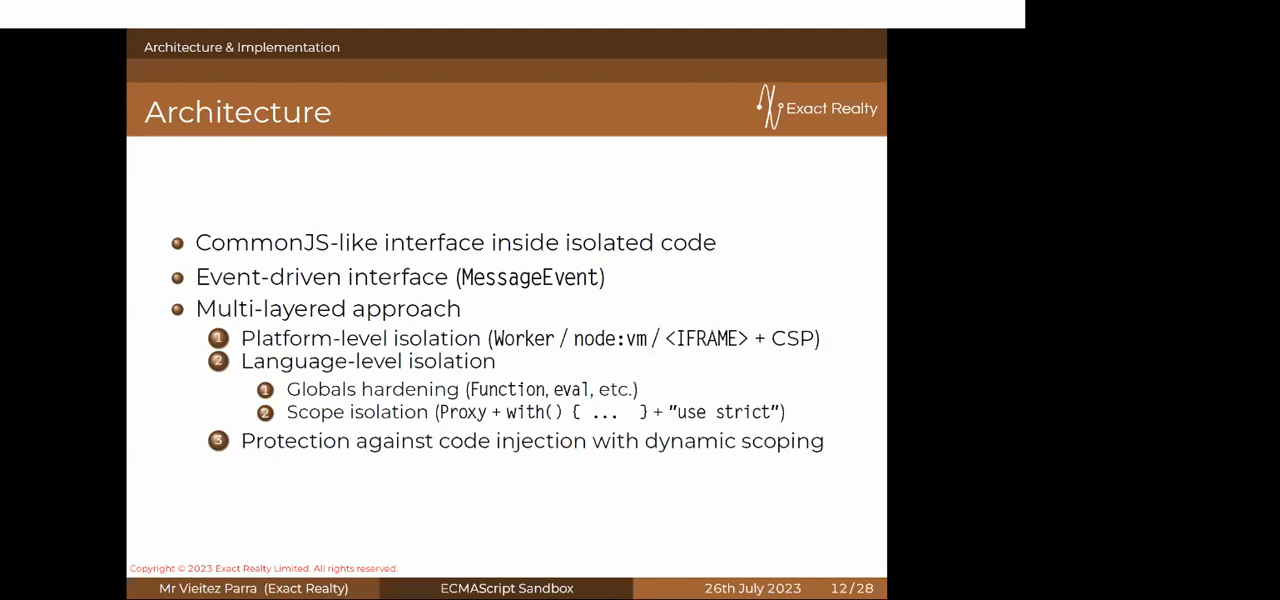 Architecture & Implementation
Architecture
Exact Realty
CommonJS-like interface inside isolated code
Event-driven interface (MessageEvent)
Multi-layered approach
1 Platform-level isolation (Worker / node:vm / <IFRAME> + CSP)
2 Language-level isolation
1 Globals hardening (Function, eval, etc.)
2 Scope isolation (Proxy + with() { ... } + "use strict")
3 Protection against code injection with dynamic scoping
Copyright © 2023 Exact Realty Limited. All rights reserved.
Mr Vieitez Parra (Exact Realty) ECMAScript Sandbox 26th July 2023 12/28